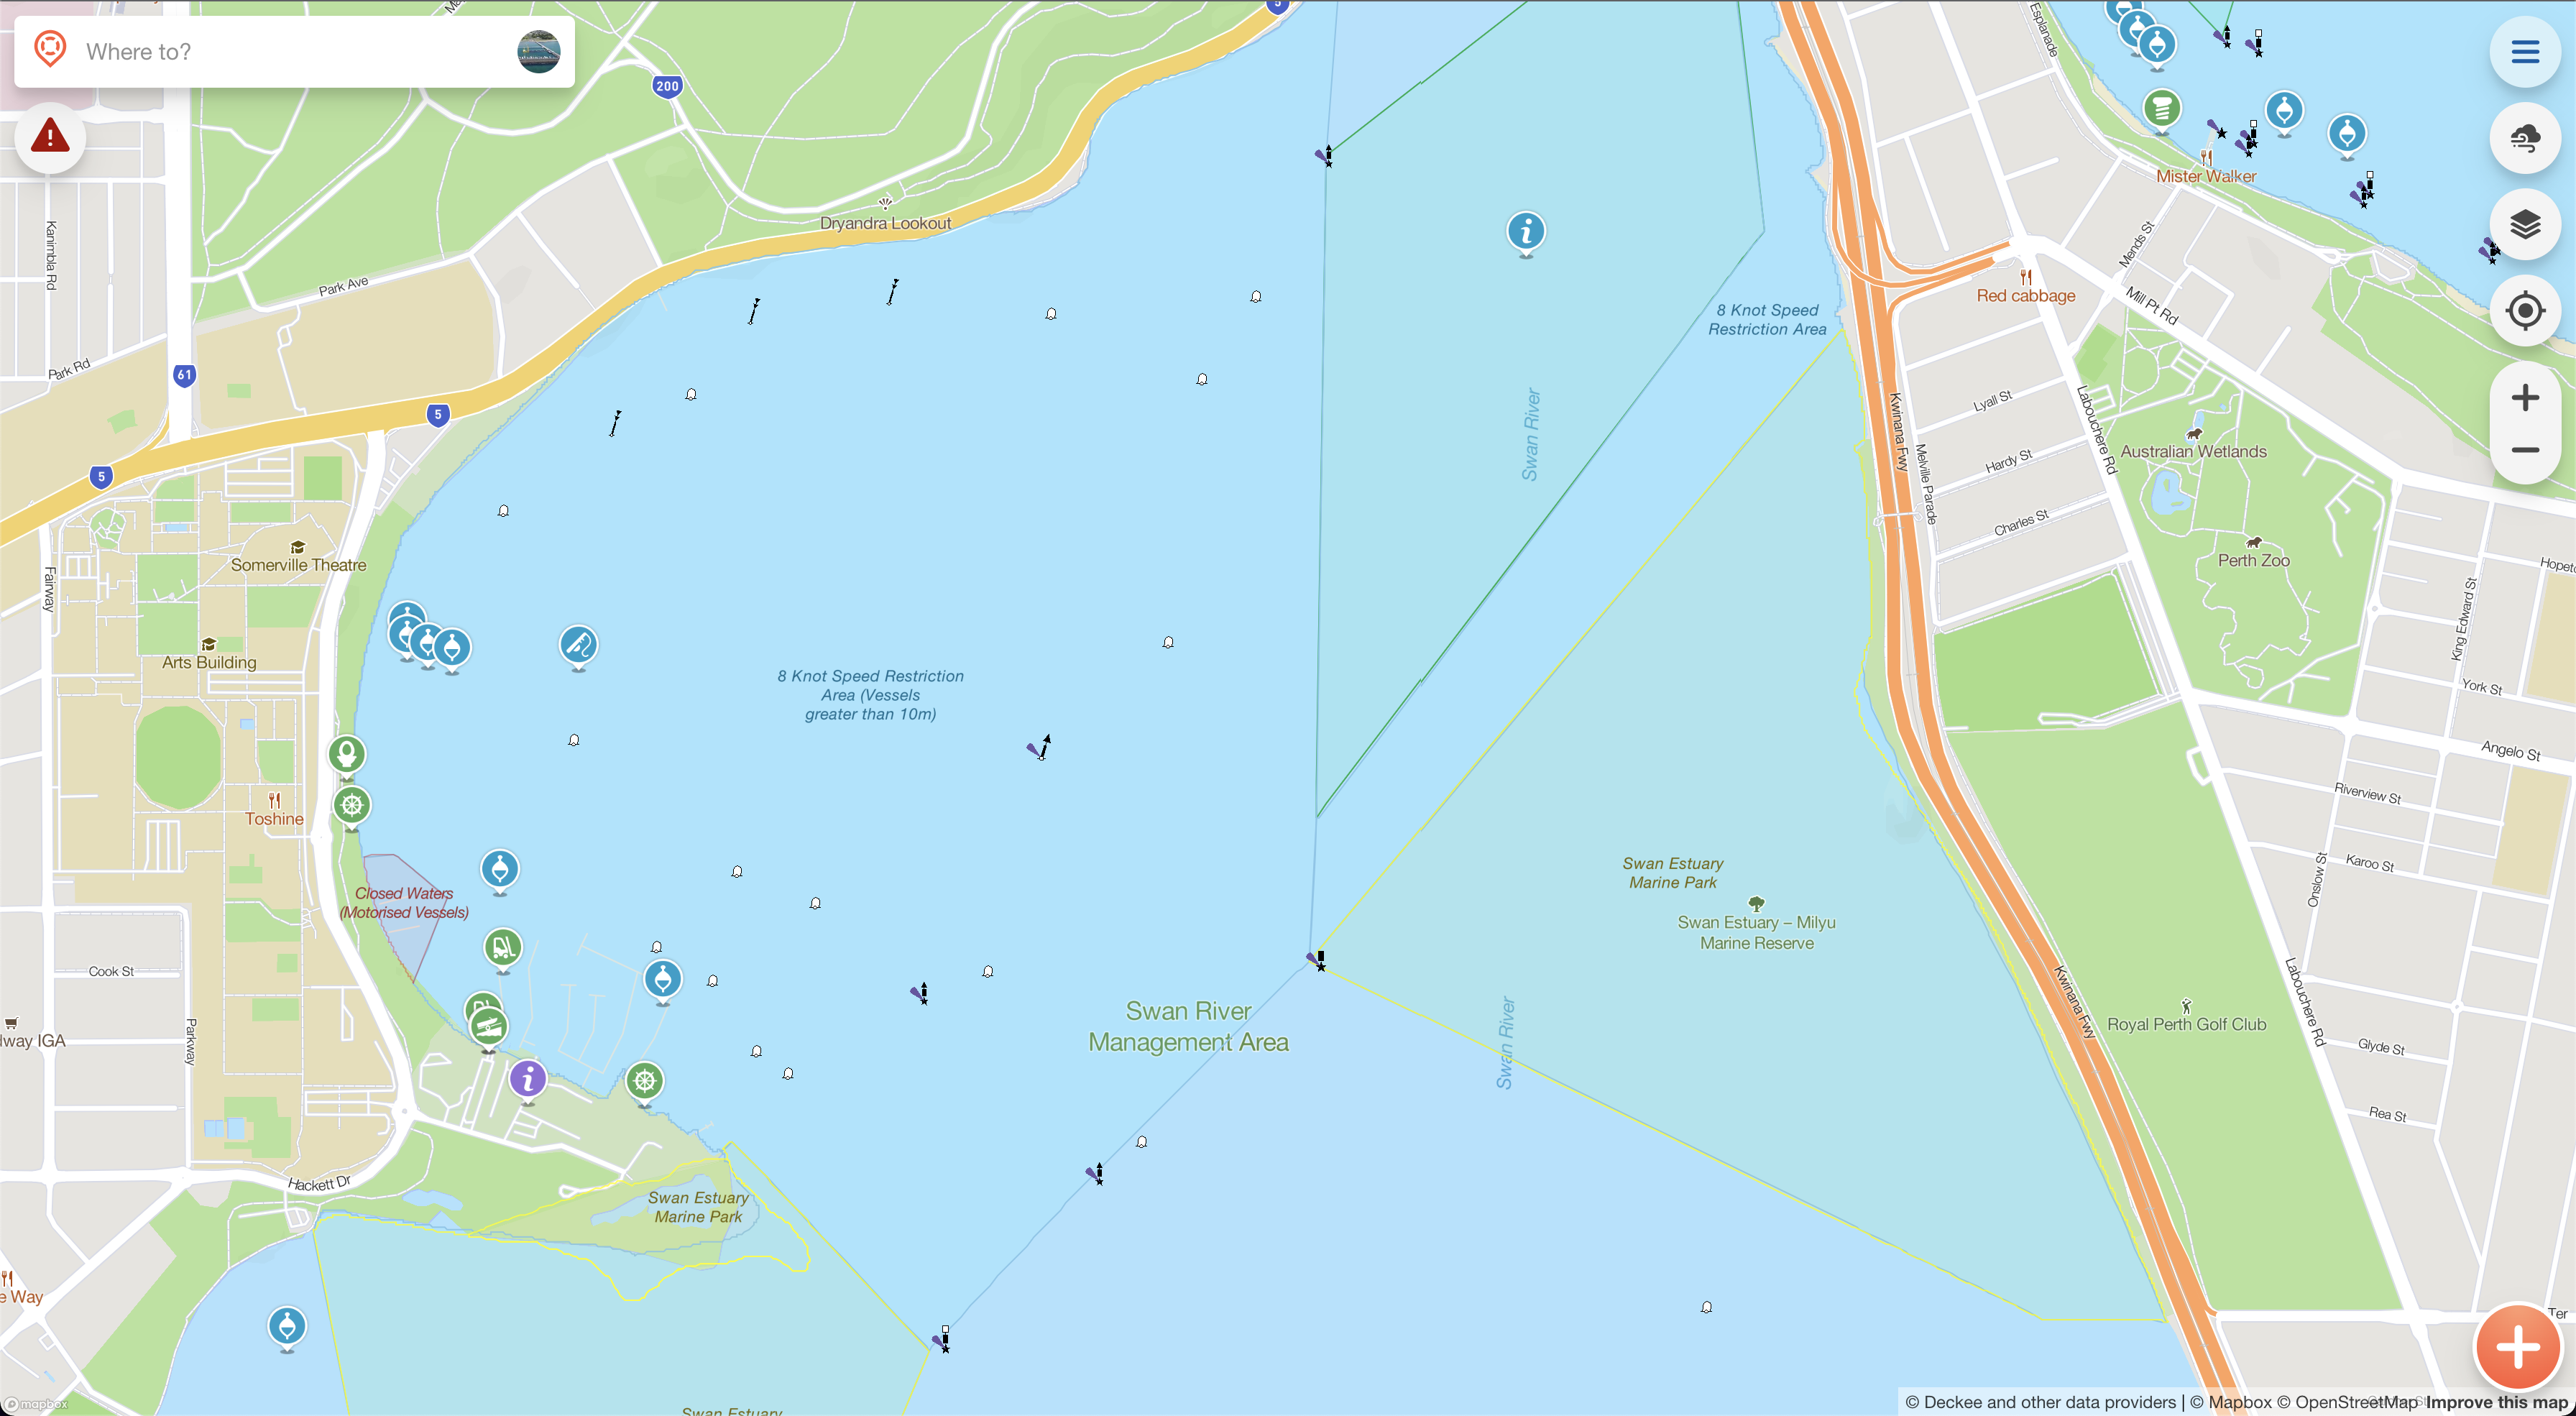 Where to?
200
5
Esplanade
Kanimbla Rd
Dryandra Lookout
Mister Walker
Park Ave
Mends St
Red cabbage
Mill Pt Rd
8 Knot Speed
Restriction Area
Park Rd
61
5
5
Swan River
Kwinana Fwy
Melville Parade
Lyall St
Labouchere Rd
Australian Wetlands
Hardy St
Charles St
Perth Zoo
Somerville Theatre
Fairway
Arts Building
King Edward St
York St
8 Knot Speed Restriction
Area (Vessels
greater than 10m)
Angelo St
Toshine
Riverview St
Karoo St
Onslow St
Closed Waters
(Motorised Vessels)
Swan Estuary
Marine Park
Swan Estuary – Milyu
Marine Reserve
Cook St
Swan River
Management Area
Swan River
Kwinana Fwy
Royal Perth Golf Club
Labouchere Rd
Glyde St
way IGA
Parkway
Rea St
Hackett Dr
Swan Estuary
Marine Park
e Way
Ter
Swan Estuary
mapbox
© Deckee and other data providers | © Mapbox © OpenStreetMap Improve this map